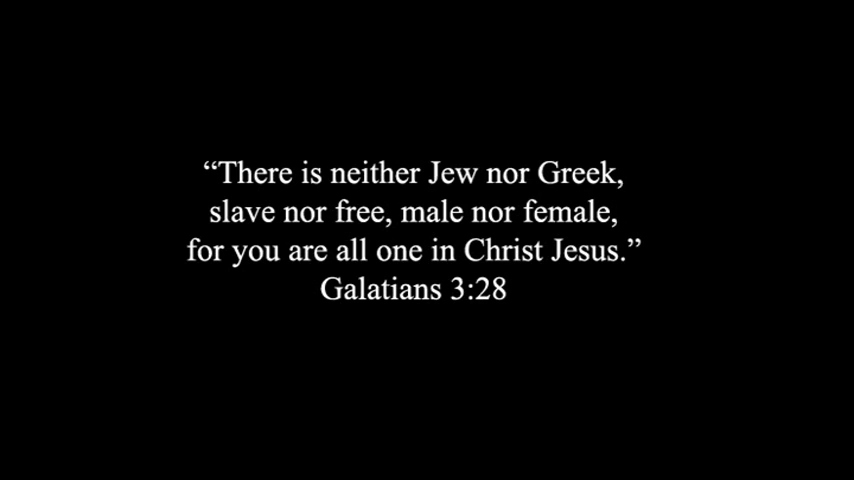 “There is neither Jew nor Greek,
slave nor free, male nor female,
for you are all one in Christ Jesus.”
Galatians 3:28